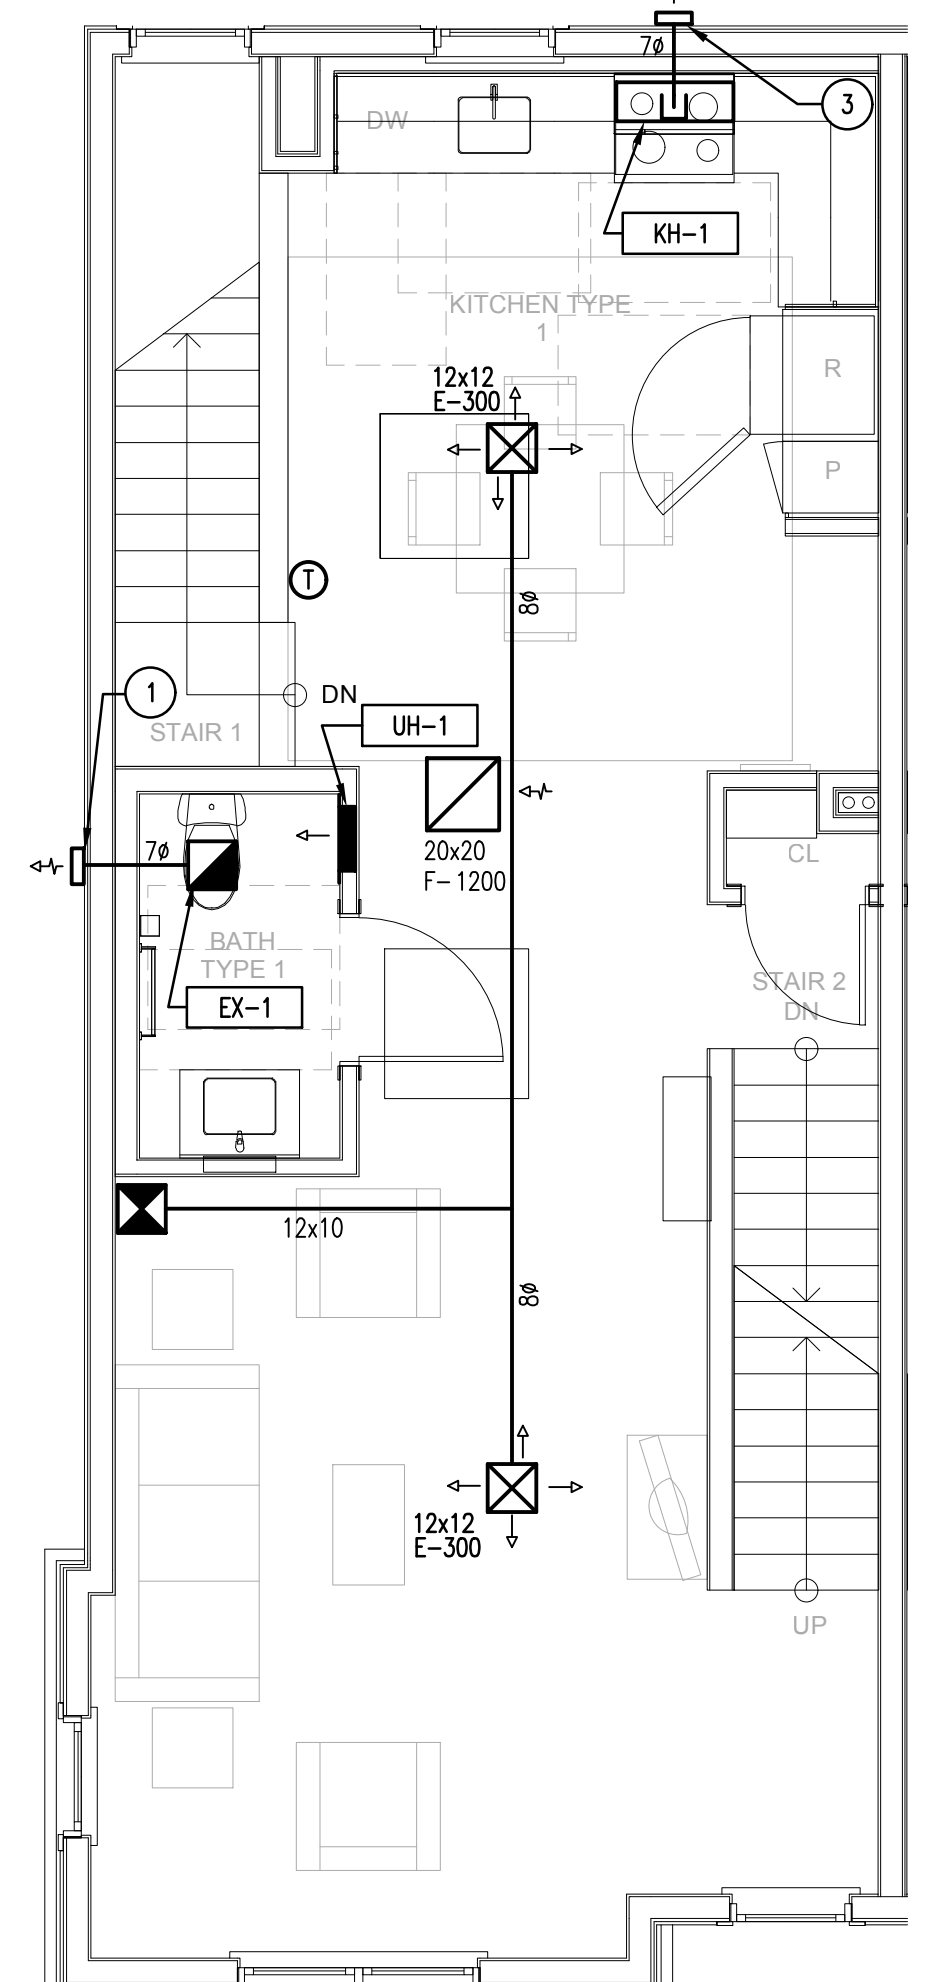 7ø
3
DW
KH-1
KITCHEN TYPE
1
R
12x12
E-300
P
T
8ø
1
DN
STAIR 1
UH-1
7ø
20x20
F-1200
CL
BATH
TYPE 1
STAIR 2
DN
EX-1
12x10
8ø
12x12
E-300
UP